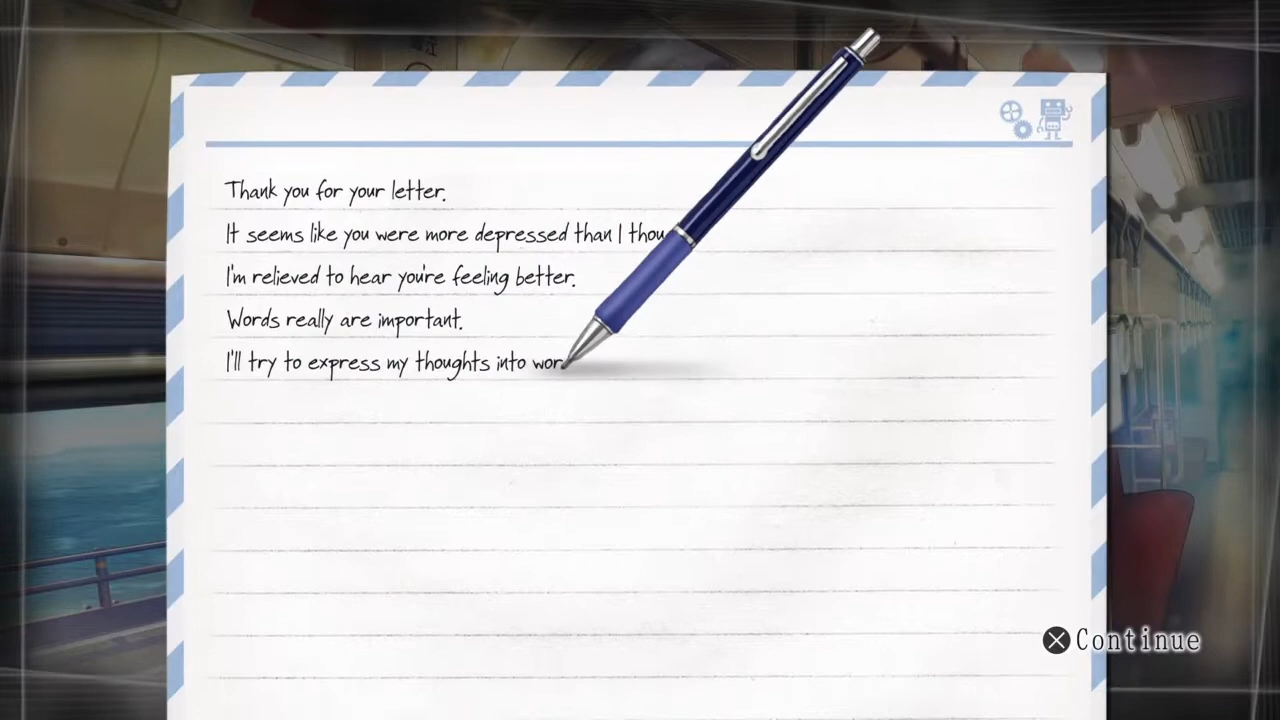 Thank you for your letter.
It seems like you were more depressed than I thou
I'm relieved to hear you're feeling better.
Words really are important.
I'll try to express my thoughts into wor
Continue